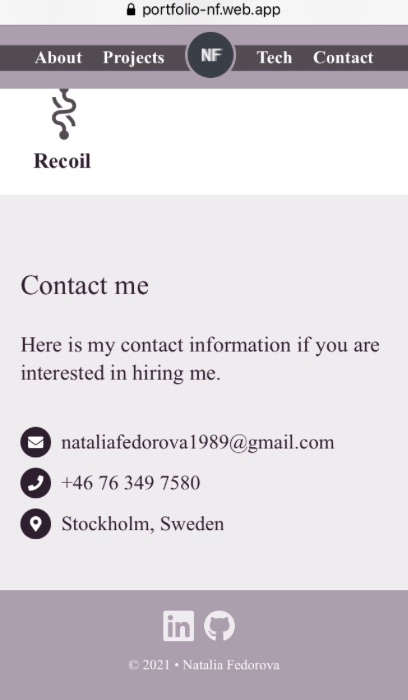 portfolio-nf.web.app
About Projects NF Tech Contact
Recoil
Contact me
Here is my contact information if you are
interested in hiring me.
nataliafedorova1989@gmail.com
+46 76 349 7580
Stockholm, Sweden
in
© 2021 • Natalia Fedorova